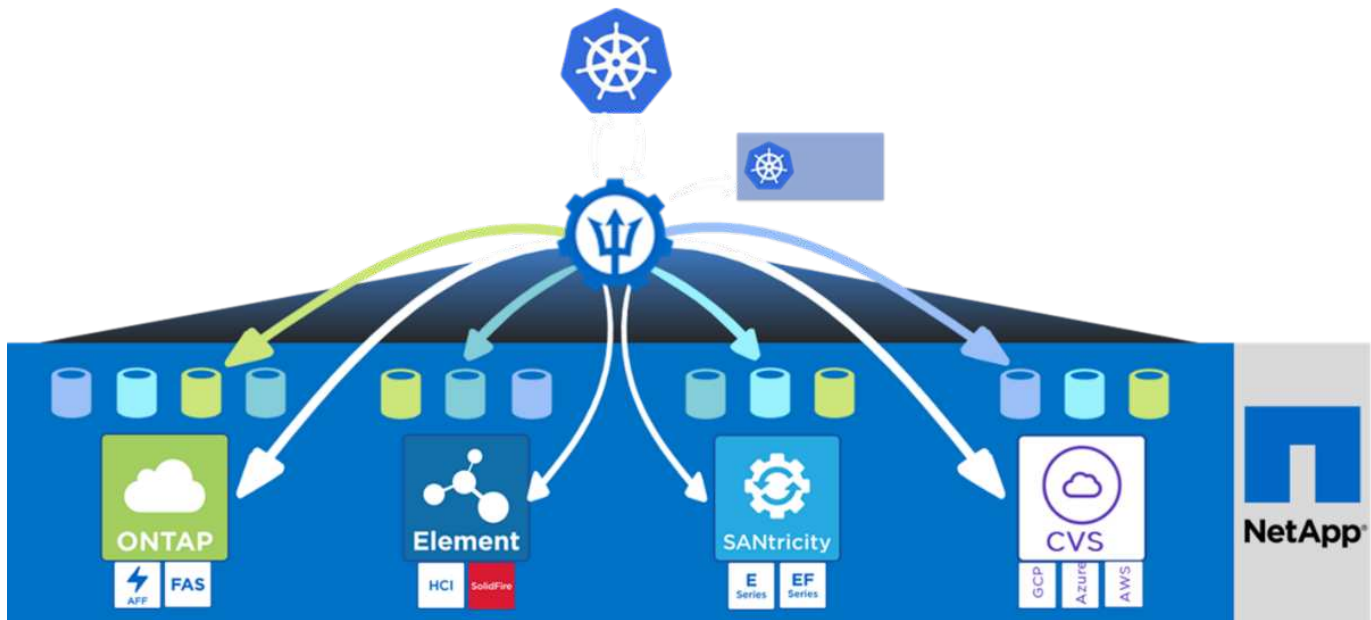 ONTAP
AFF
FAS
Element
HCI
SolidFire
SANtricity
E
Series
EF
Series
CVS
GCP
Azure
AWS
NetApp®